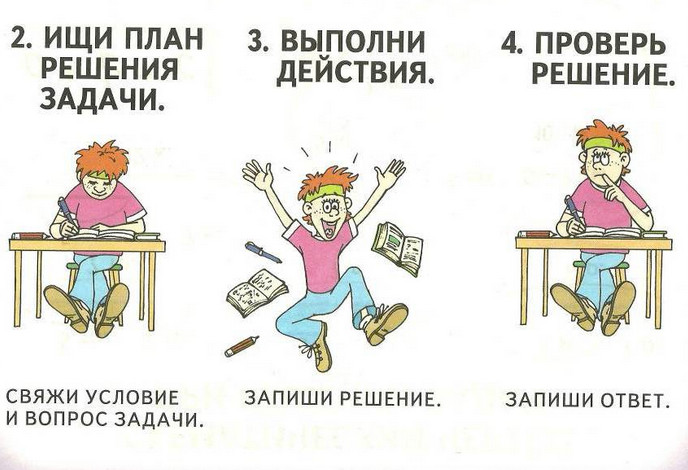 2. ИЩИ ПЛАН
РЕШЕНИЯ
ЗАДАЧИ.
СВЯЖИ УСЛОВИЕ
И ВОПРОС ЗАДАЧИ.
3. ВЫПОЛНИ
ДЕЙСТВИЯ.
ЗАПИШИ РЕШЕНИЕ.
4. ПРОВЕРЬ
РЕШЕНИЕ.
ЗАПИШИ ОТВЕТ.